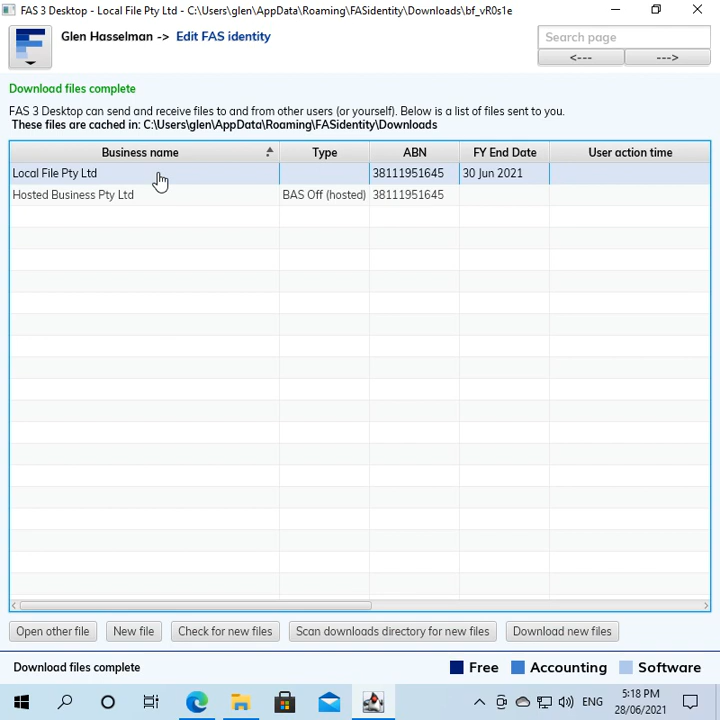 FAS 3 Desktop - Local File Pty Ltd - C:\Users\glen\AppData\Roaming\FASidentity\Downloads\bf_vR0s1e
Glen Hasselman -> Edit FAS identity
Search page
<--- --->
Download files complete
FAS 3 Desktop can send and receive files to and from other users (or yourself). Below is a list of files sent to you.
These files are cached in: C:\Users\glen\AppData\Roaming\FASidentity\Downloads
Business name Type ABN FY End Date User action time
Local File Pty Ltd 38111951645 30 Jun 2021
Hosted Business Pty Ltd BAS Off (hosted) 38111951645
Open other file New file Check for new files Scan downloads directory for new files Download new files
Download files complete Free Accounting Software
ENG 5:18 PM
28/06/2021